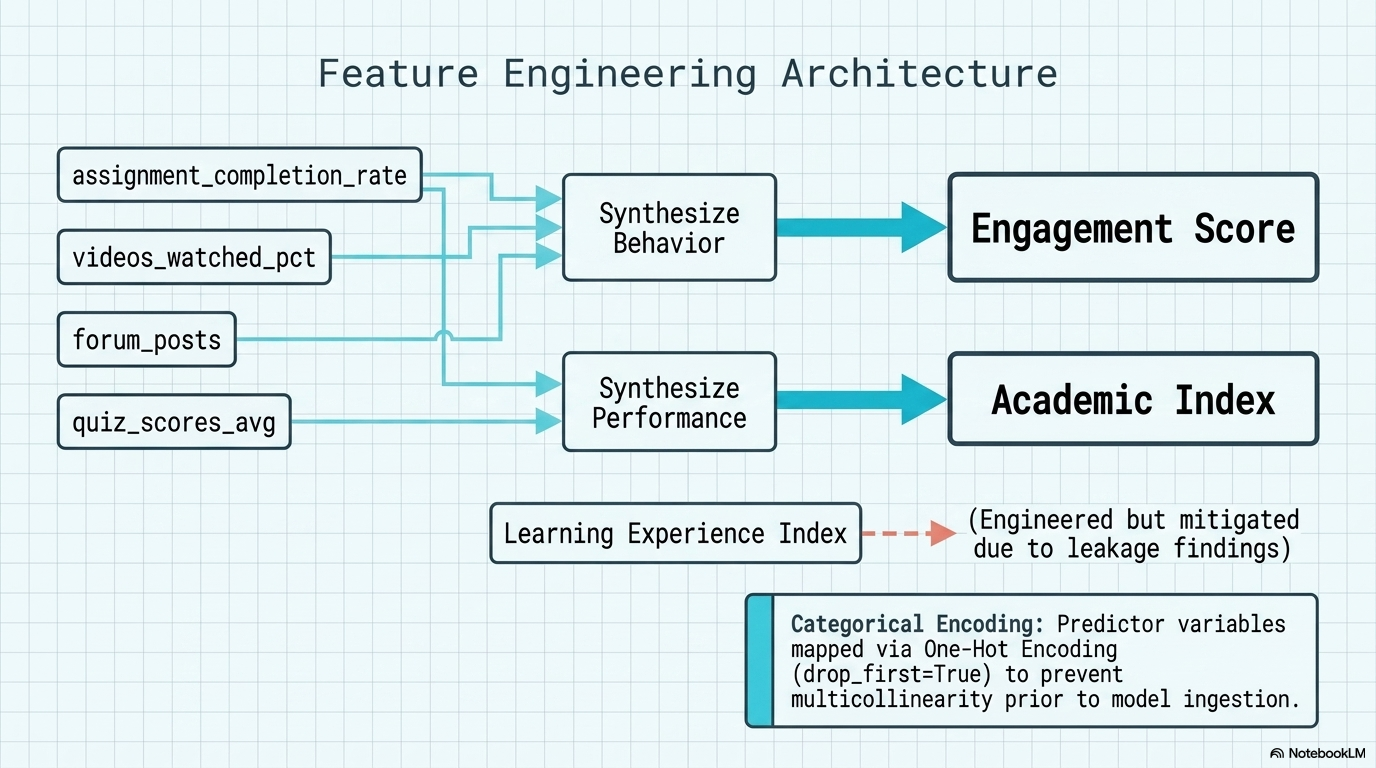 Feature Engineering Architecture
assignment_completion_rate
videos_watched_pct
forum_posts
quiz_scores_avg
Synthesize
Behavior
Engagement Score
Synthesize
Performance
Academic Index
Learning Experience Index
(Engineered but mitigated
due to leakage findings)
Categorical Encoding: Predictor variables
mapped via One-Hot Encoding
(drop_first=True) to prevent
multicollinearity prior to model ingestion.
NotebookLM